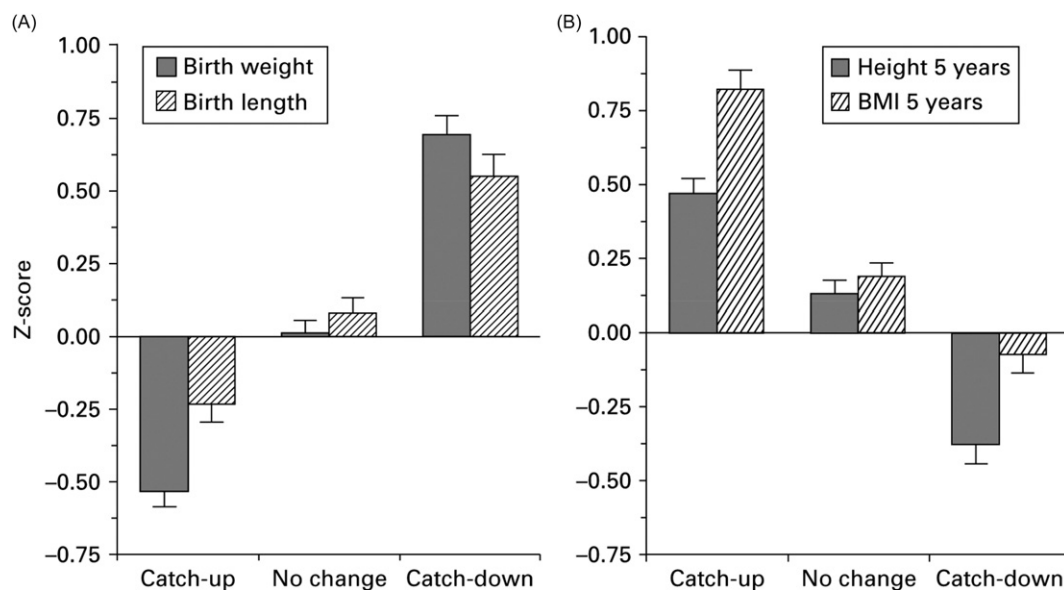 (A)
Birth weight
Birth length
Z-score
1.00
0.75
0.50
0.25
0.00
−0.25
−0.50
−0.75
Catch-up No change Catch-down
(B)
Height 5 years
BMI 5 years
1.00
0.75
0.50
0.25
0.00
−0.25
−0.50
−0.75
Catch-up No change Catch-down